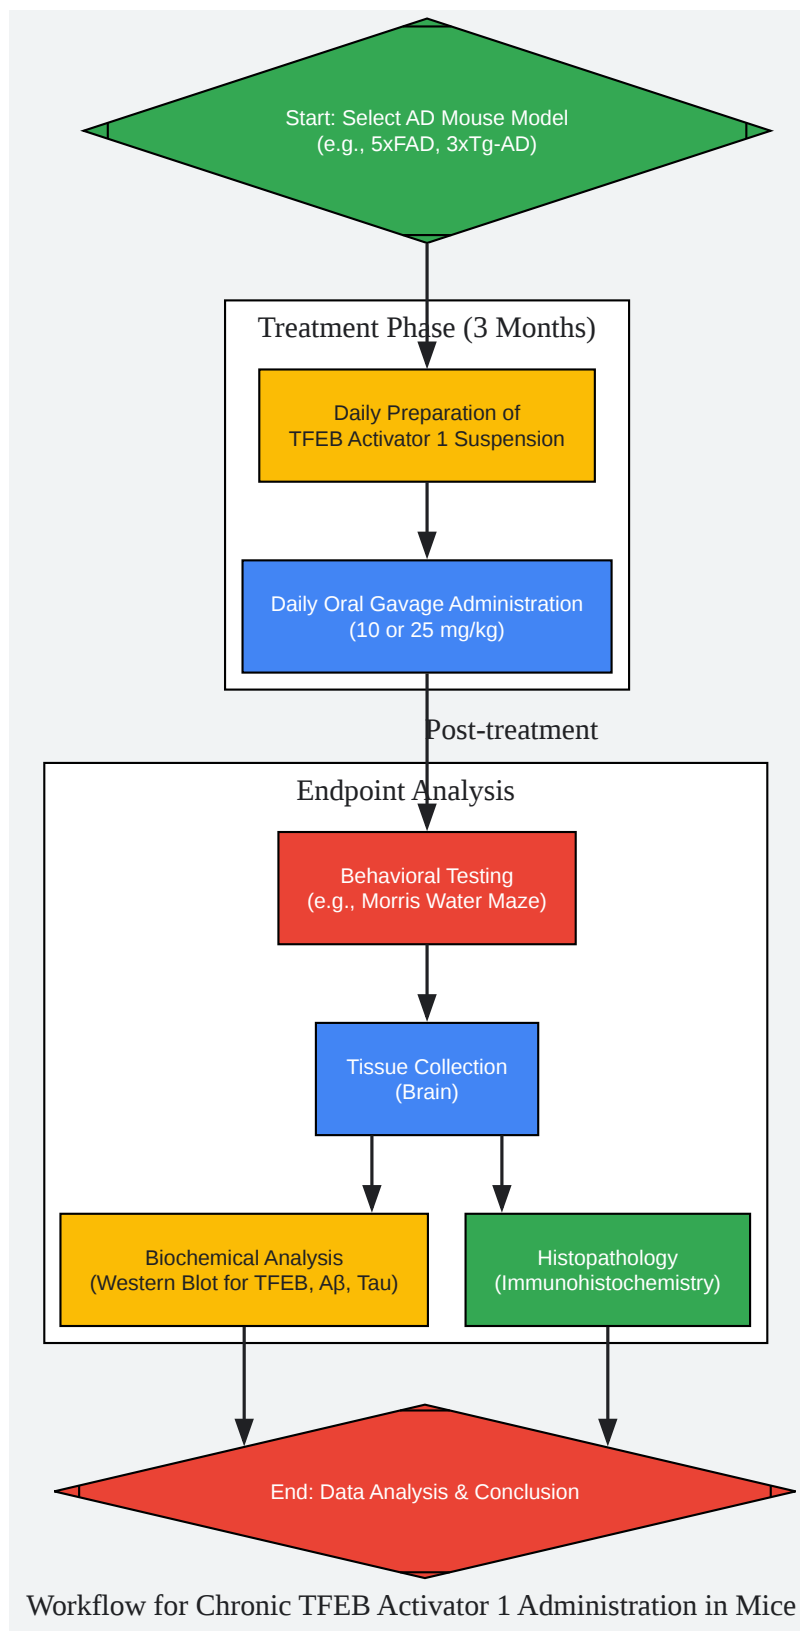 Start: Select AD Mouse Model
(e.g., 5xFAD, 3xTg-AD)
Treatment Phase (3 Months)
Daily Preparation of
TFEB Activator 1 Suspension
Daily Oral Gavage Administration
(10 or 25 mg/kg)
Post-treatment
Endpoint Analysis
Behavioral Testing
(e.g., Morris Water Maze)
Tissue Collection
(Brain)
Biochemical Analysis
(Western Blot for TFEB, Aβ, Tau)
Histopathology
(Immunohistochemistry)
End: Data Analysis & Conclusion
Workflow for Chronic TFEB Activator 1 Administration in Mice